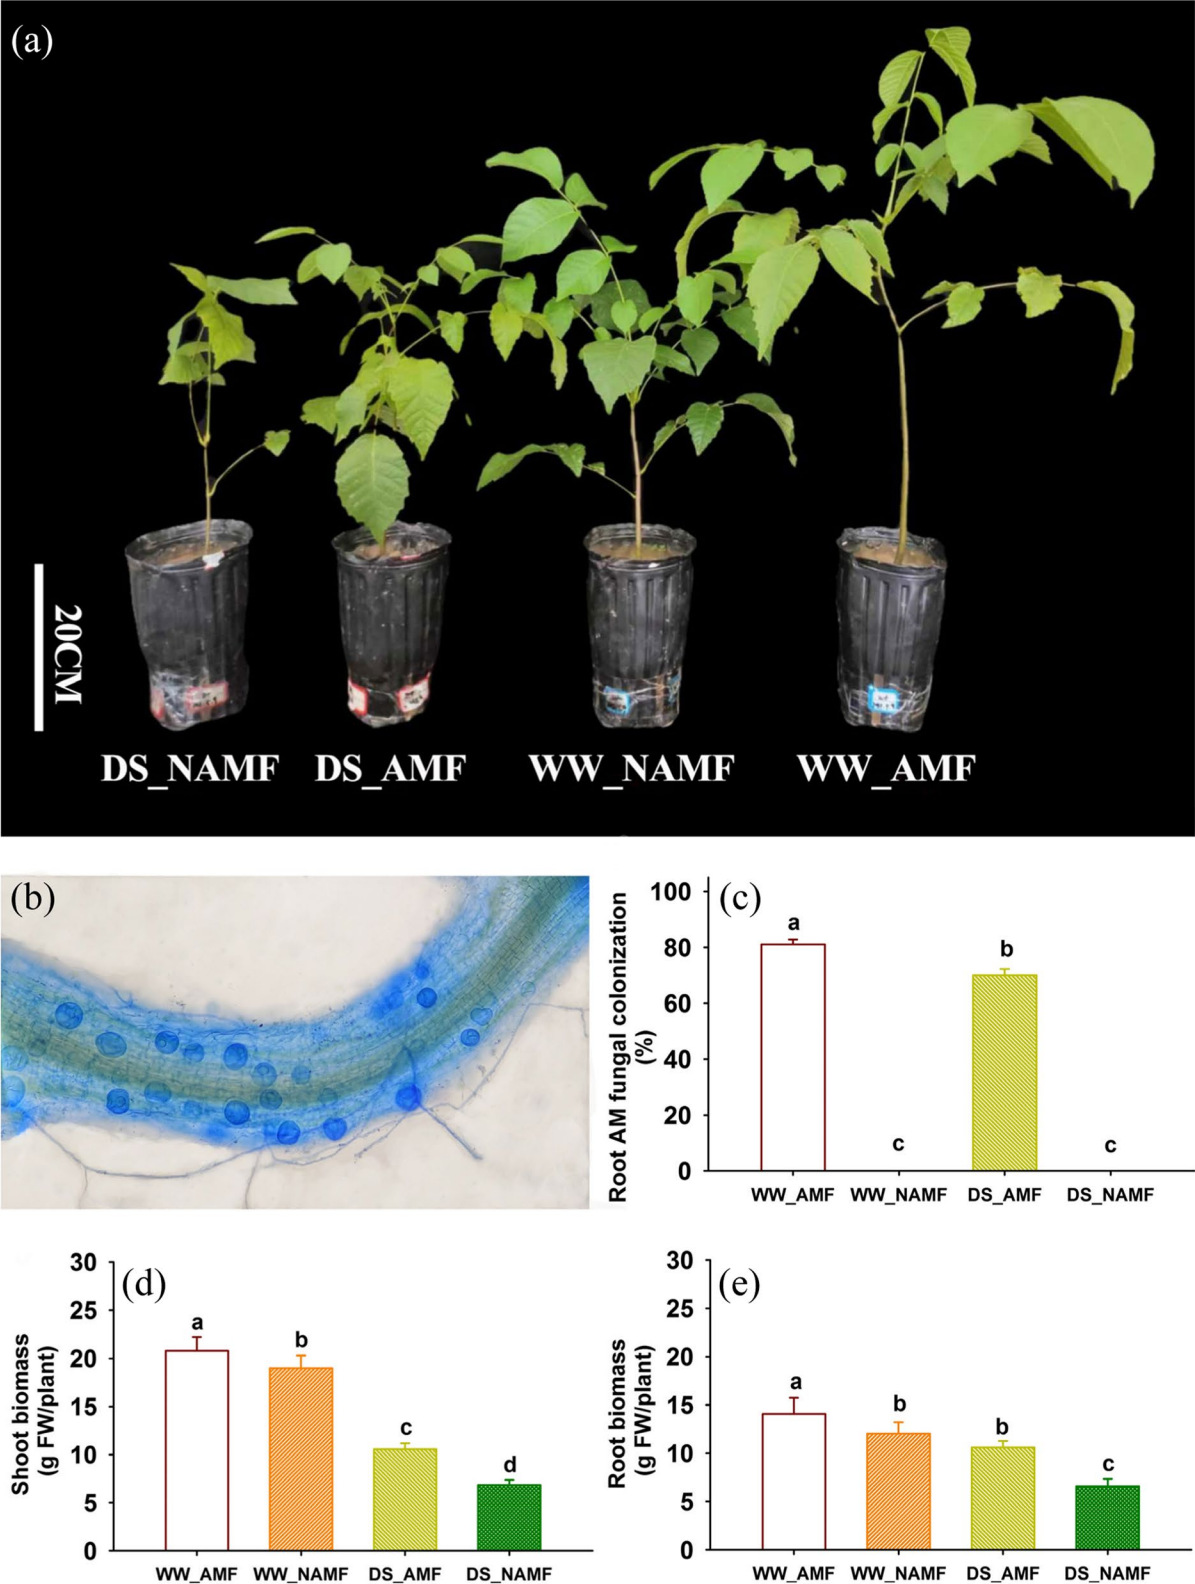 (a)
20CM
DS_NAMF
DS_AMF
WW_NAMF
WW_AMF
(b)
(c)
Root AM fungal colonization
(%)
100
80
60
40
20
0
a
c
b
c
WW_AMF
WW_NAMF
DS_AMF
DS_NAMF
(d)
Shoot biomass
(g FW/plant)
30
25
20
15
10
5
0
a
b
c
d
WW_AMF
WW_NAMF
DS_AMF
DS_NAMF
(e)
Root biomass
(g FW/plant)
30
25
20
15
10
5
0
a
b
b
c
WW_AMF
WW_NAMF
DS_AMF
DS_NAMF